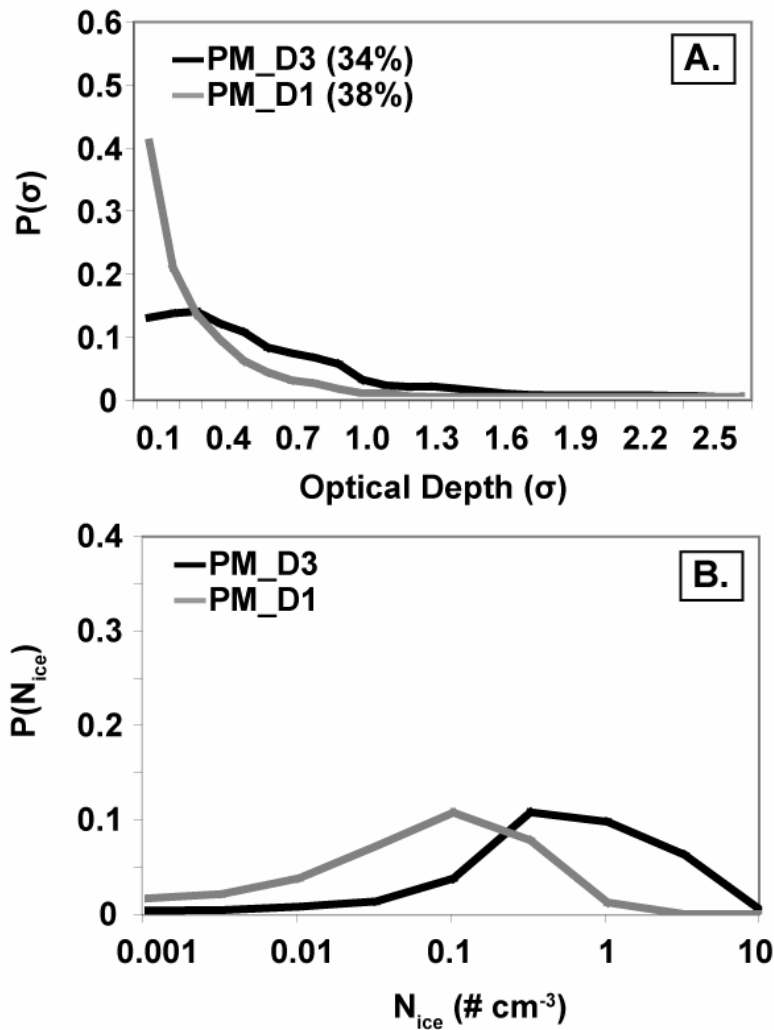 A.
PM_D3 (34%)
PM_D1 (38%)
P(σ)
0.6
0.5
0.4
0.3
0.2
0.1
0
0.1 0.4 0.7 1.0 1.3 1.6 1.9 2.2 2.5
Optical Depth (σ)
B.
PM_D3
PM_D1
P(Nice)
0.4
0.3
0.2
0.1
0
0.001 0.01 0.1 1 10
Nice (# cm-3)